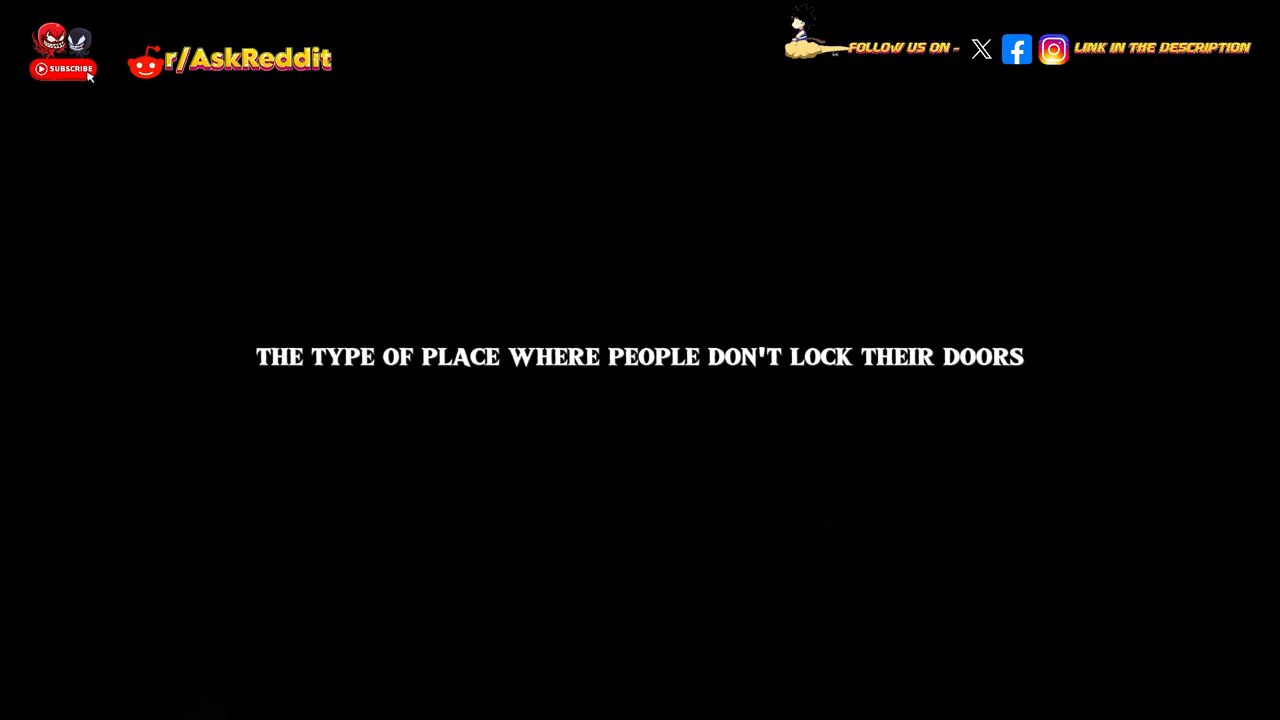 SUBSCRIBE
r/AskReddit
FOLLOW US ON -
LINK IN THE DESCRIPTION
THE TYPE OF PLACE WHERE PEOPLE DON'T LOCK THEIR DOORS